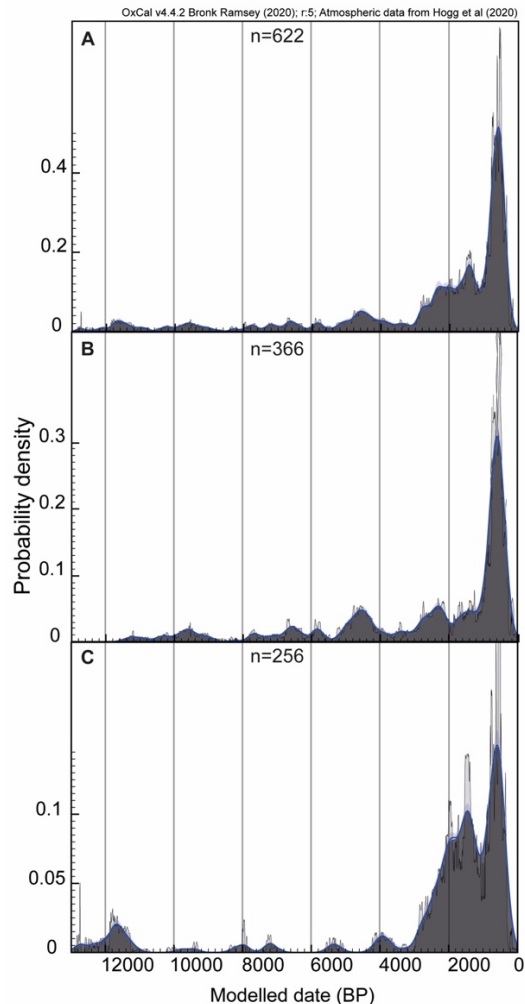 OxCal v4.4.2 Bronk Ramsey (2020); r:5; Atmospheric data from Hogg et al (2020)
A
n=622
0.4
0.2
0
B
n=366
0.3
0.2
0.1
0
C
n=256
0.1
0.05
0
Probability density
12000 10000 8000 6000 4000 2000 0
Modelled date (BP)